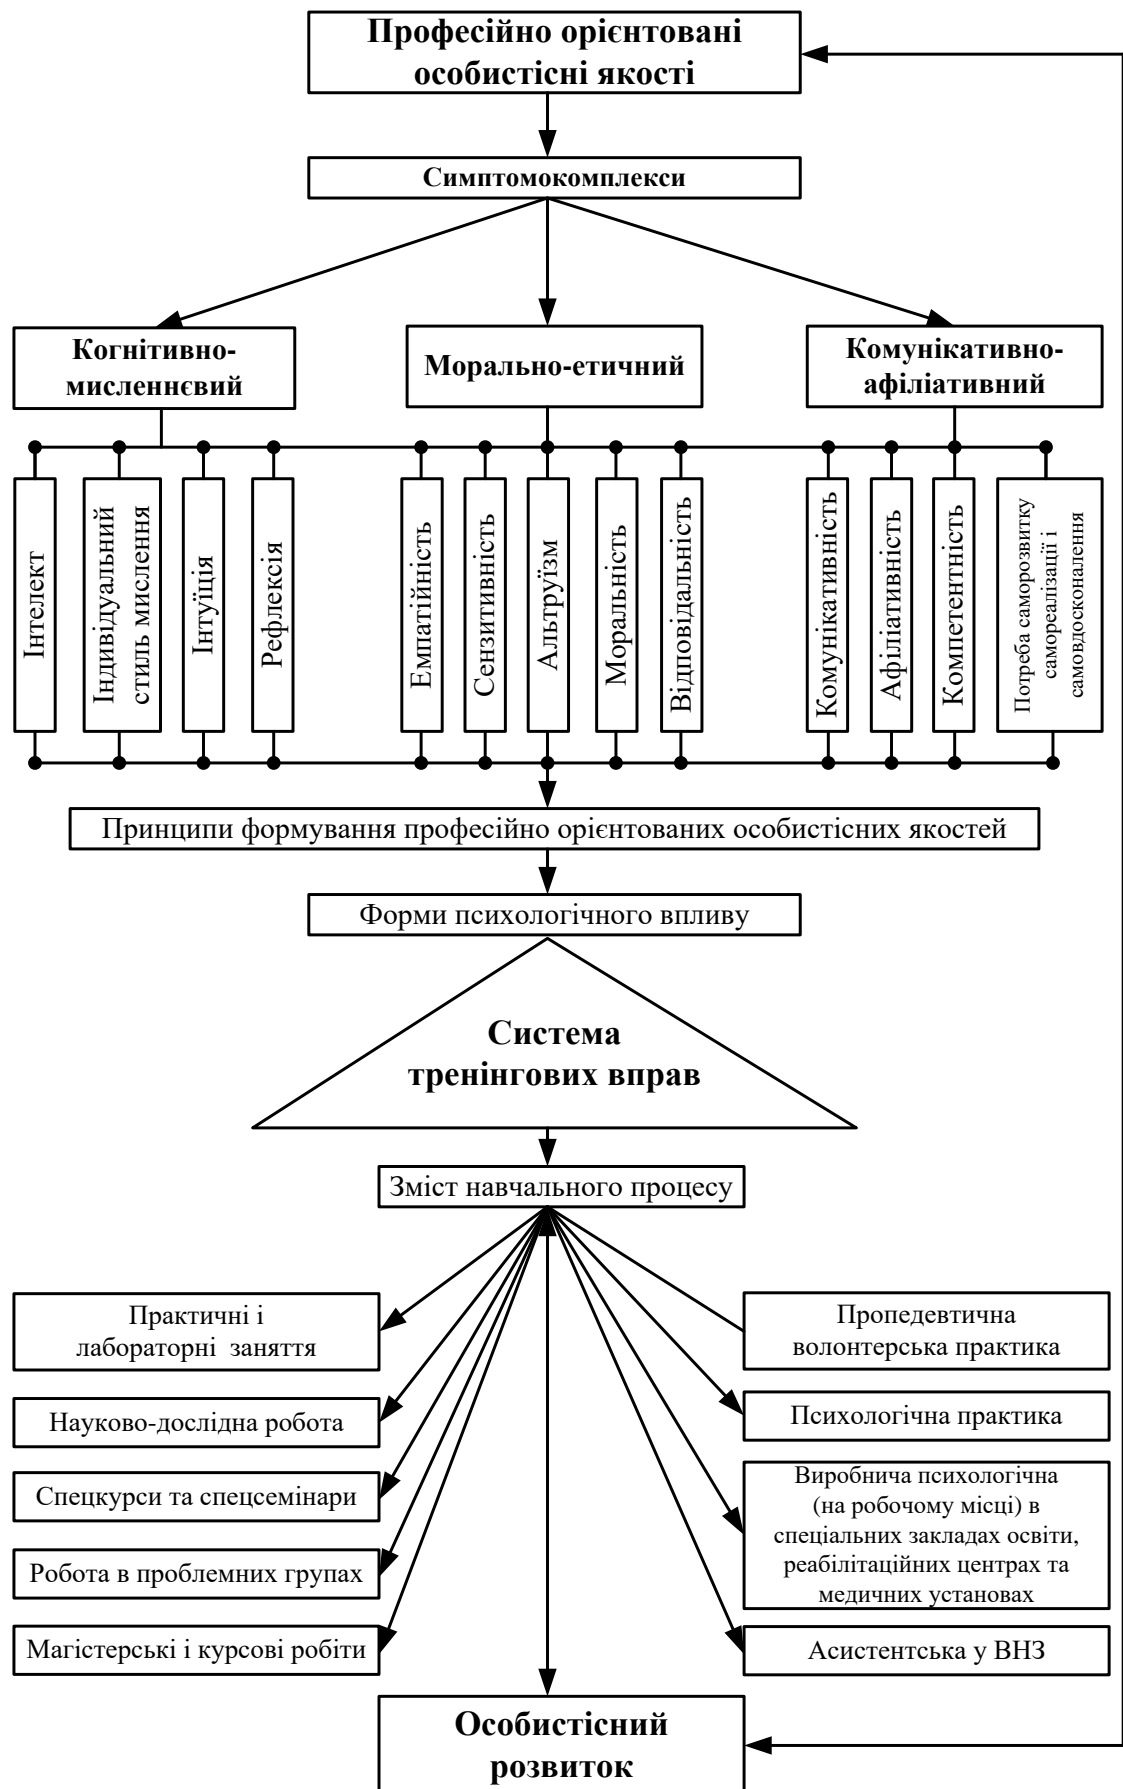 Професійно орієнтовані
особистісні якості
Симптомокомплекси
Когнітивно-
мисленнєвий
Морально-етичний
Комунікативно-
афіліативний
Інтелект
Індивідуальний
стиль мислення
Інтуїція
Рефлексія
Емпатійність
Сензитивність
Альтруїзм
Моральність
Відповідальність
Комунікативність
Афіліативність
Компетентність
Потреба саморозвитку
самореалізації і
самовдосконалення
Принципи формування професійно орієнтованих особистісних якостей
Форми психологічного впливу
Система
тренінгових вправ
Зміст навчального процесу
Практичні і
лабораторні заняття
Науково-дослідна робота
Спецкурси та спецсемінари
Робота в проблемних групах
Магістерські і курсові робіти
Пропедевтична
волонтерська практика
Психологічна практика
Виробнича психологічна
(на робочому місці) в
спеціальних закладах освіти,
реабілітаційних центрах та
медичних установах
Асистентська у ВНЗ
Особистісний
розвиток